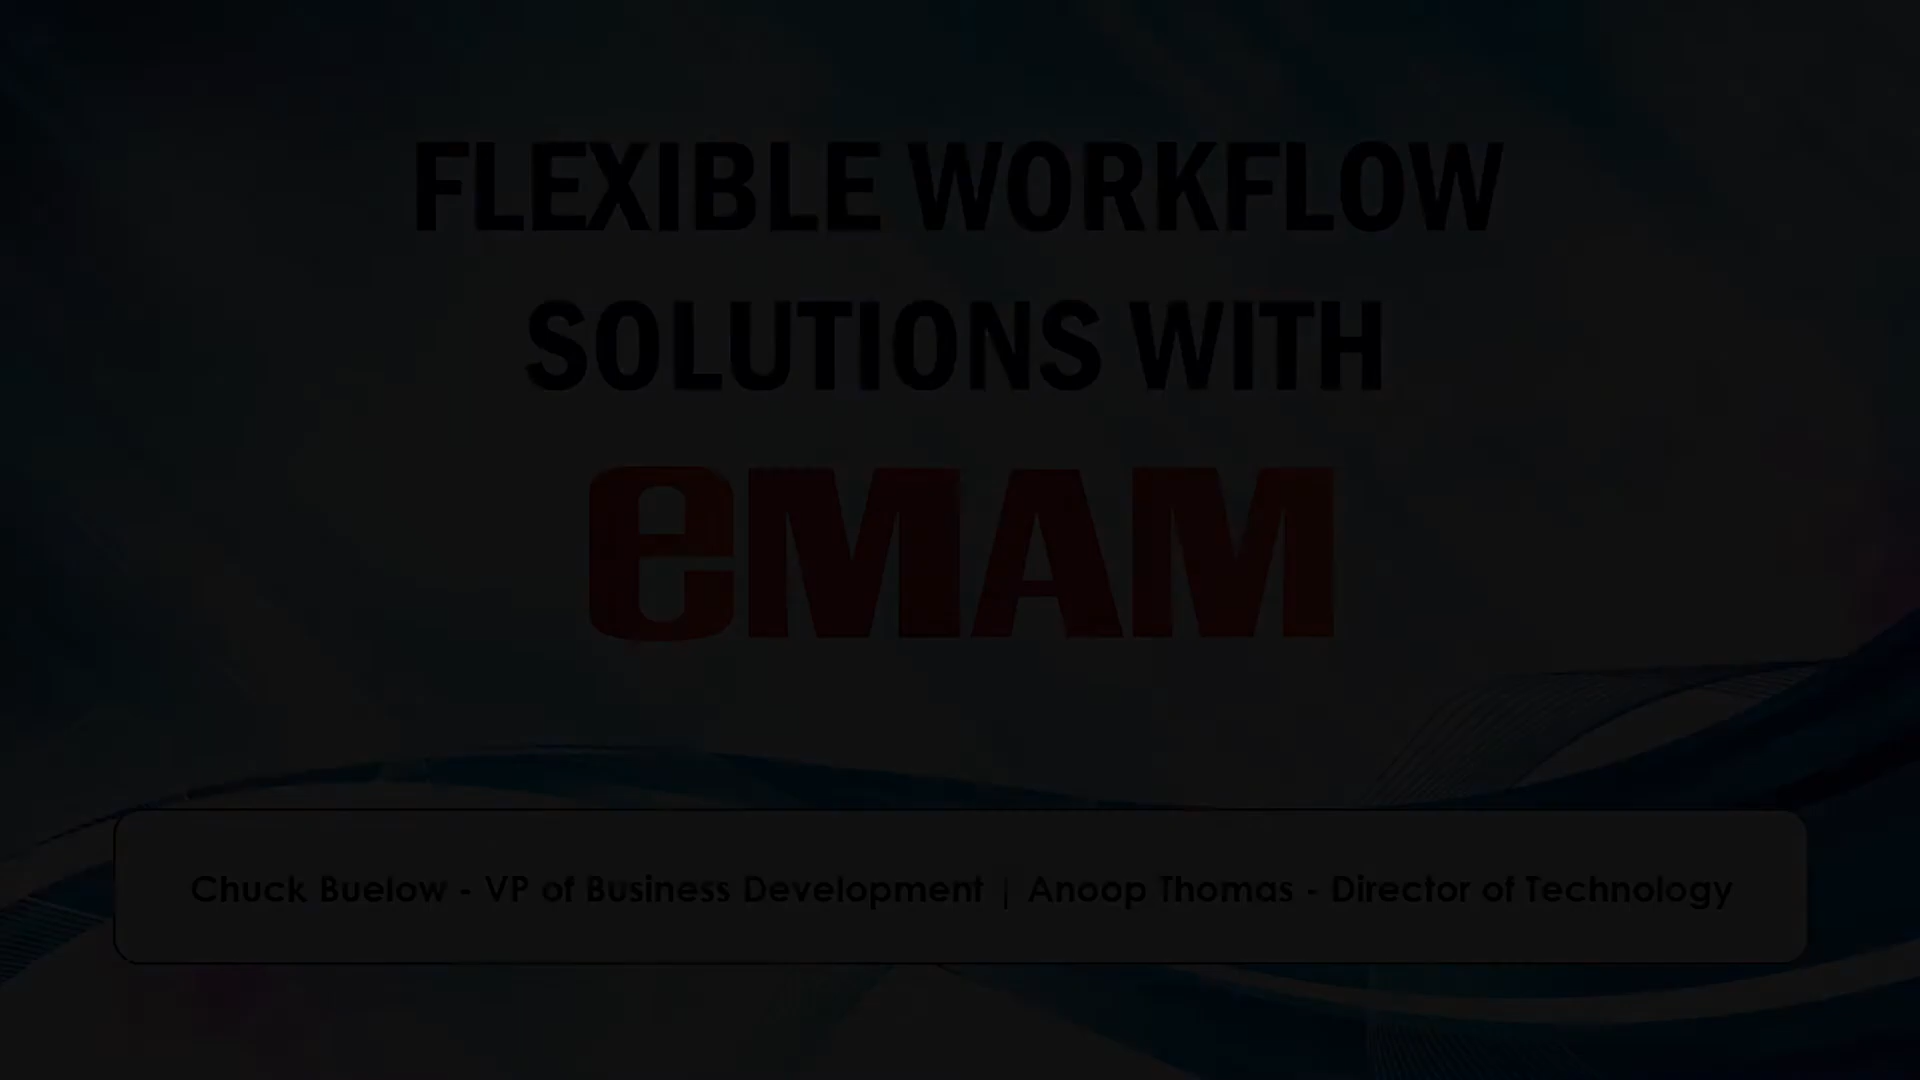 FLEXIBLE WORKFLOW
SOLUTIONS WITH
eMAM
Chuck Buelow - VP of Business Development | Anoop Thomas - Director of Technology